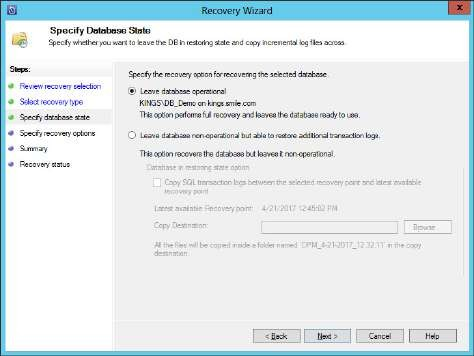 Recovery Wizard
x
Specify Database State
Specify whether you want to leave the DB in restoring state and copy incremental log files across.
Steps:
Review recovery selection
Select recovery type
Specify database state
Specify recovery options
Summary
Recovery status
Specify the recovery option for recovering the selected database.
Leave database operational
KINGS\DB_Demo on kings.smile.com
This option performs full recovery and leaves the database ready to use.
Leave database non-operational but able to restore additional transaction logs.
This option recovers the database but leave it non-operational.
Database in restoring state option
Copy SQL transaction logs between the selected recovery point and latest available
recovery point
Latest available Recovery point: 4/21/2017 12:45:02 PM
Copy Destination:
Browse
All the files will be copied inside a folder named 'DPM_4-21-2017_12.32.11' in the copy
destination
< Back
Next >
Cancel
Help